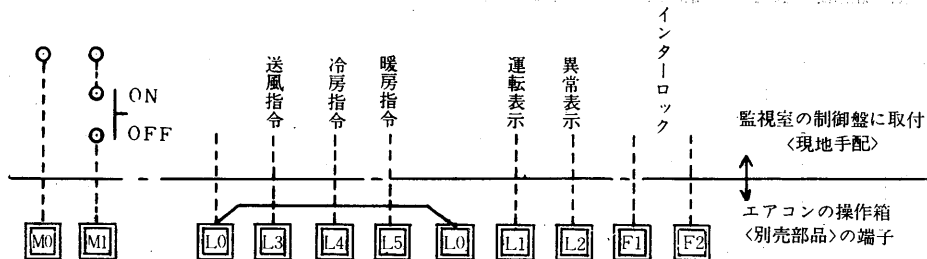 インターロック
送風指令
冷房指令
暖房指令
運転表示
異常表示
ON
OFF
監視室の制御盤に取付
〈現地手配〉
エアコンの操作箱
〈別売部品〉の端子
M0 M1 L0 L3 L4 L5 L0 L1 L2 F1 F2